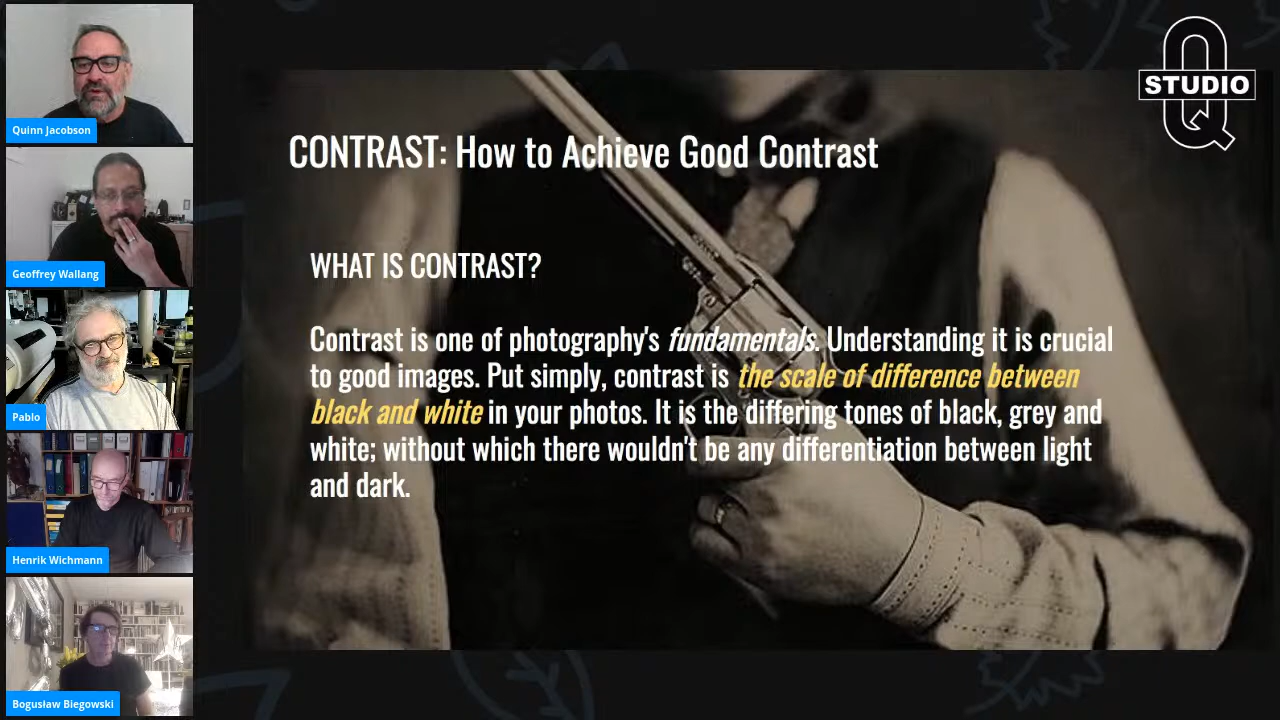 Quinn Jacobson
Geoffrey Wallang
Pablo
Henrik Wichmann
Bogusław Biegowski
Q
STUDIO
CONTRAST: How to Achieve Good Contrast
WHAT IS CONTRAST?
Contrast is one of photography's fundamentals. Understanding it is crucial
to good images. Put simply, contrast is the scale of difference between
black and white in your photos. It is the differing tones of black, grey and
white; without which there wouldn't be any differentiation between light
and dark.